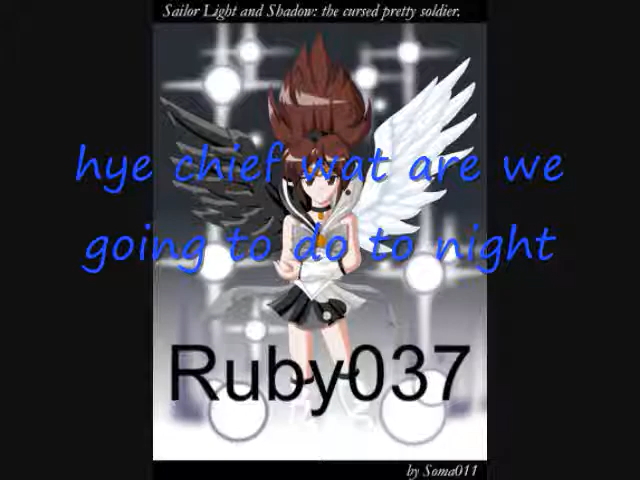 Sailor Light and Shadow: the cursed pretty soldier.
hye chief wat are we
going to do to night
Ruby037
by Soma011